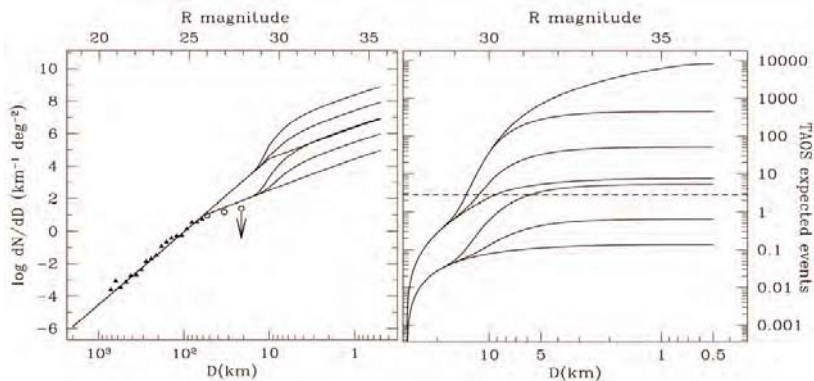 R magnitude
20 25 30 35
10
8
6
4
2
0
−2
−4
−6
log dN/dD (km⁻¹ deg⁻²)
10³ 10² 10 1
D(km)
R magnitude
30 35
10000
1000
100
10
1
0.1
0.01
0.001
TAOS expected events
10 5 1 0.5
D(km)